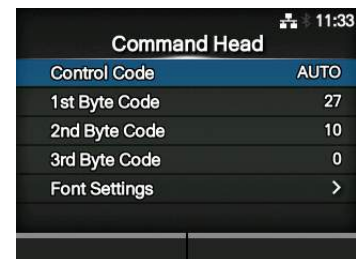 11:33
Command Head
Control Code AUTO
1st Byte Code 27
2nd Byte Code 10
3rd Byte Code 0
Font Settings >